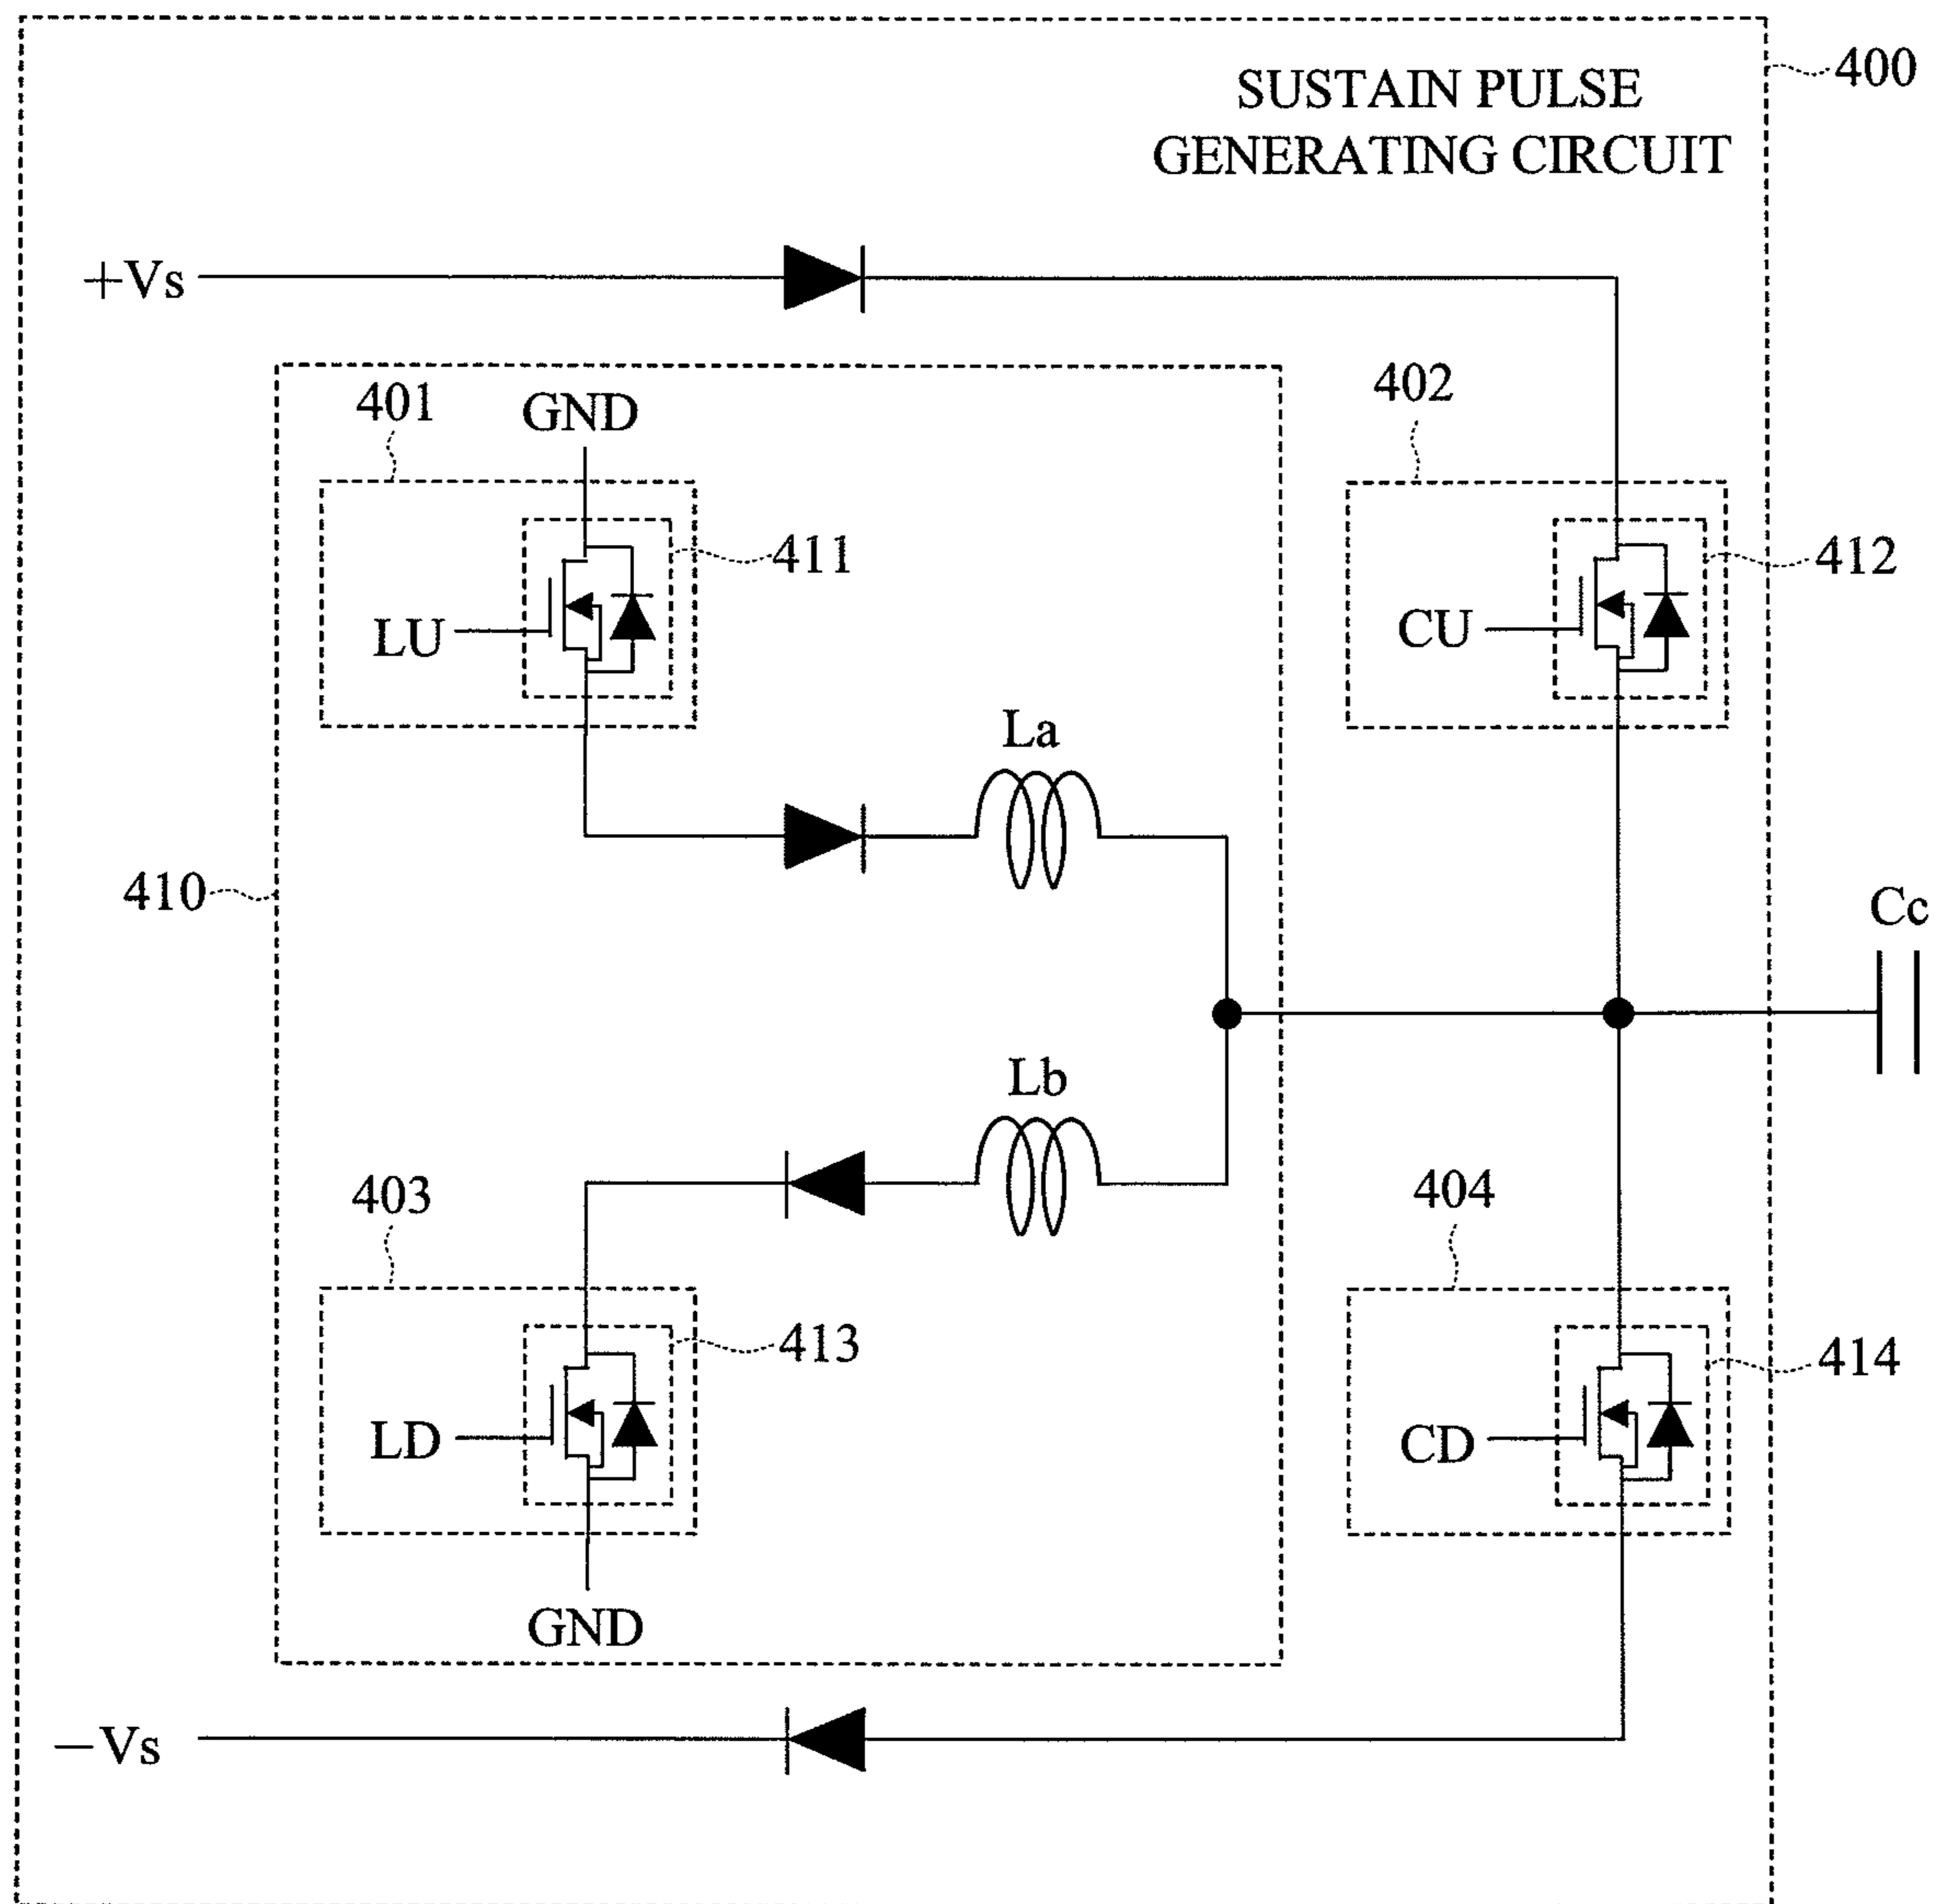 SUSTAIN PULSE
GENERATING CIRCUIT
400
+Vs
401
GND
402
411
412
LU
CU
La
410
Cc
Lb
403
404
413
414
LD
CD
GND
−Vs